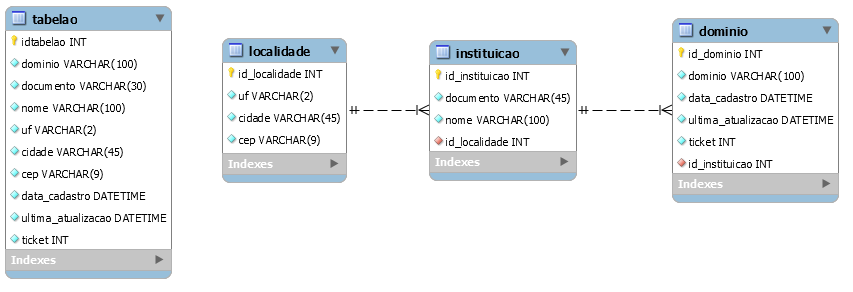 tabelao
idtabelao INT
dominio VARCHAR(100)
documento VARCHAR(30)
nome VARCHAR(100)
uf VARCHAR(2)
cidade VARCHAR(45)
cep VARCHAR(9)
data_cadastro DATETIME
ultima_atualizacao DATETIME
ticket INT
Indexes
localidade
id_localidade INT
uf VARCHAR(2)
cidade VARCHAR(45)
cep VARCHAR(9)
Indexes
instituicao
id_instituicao INT
documento VARCHAR(45)
nome VARCHAR(100)
id_localidade INT
Indexes
dominio
id_dominio INT
dominio VARCHAR(100)
data_cadastro DATETIME
ultima_atualizacao DATETIME
ticket INT
id_instituicao INT
Indexes